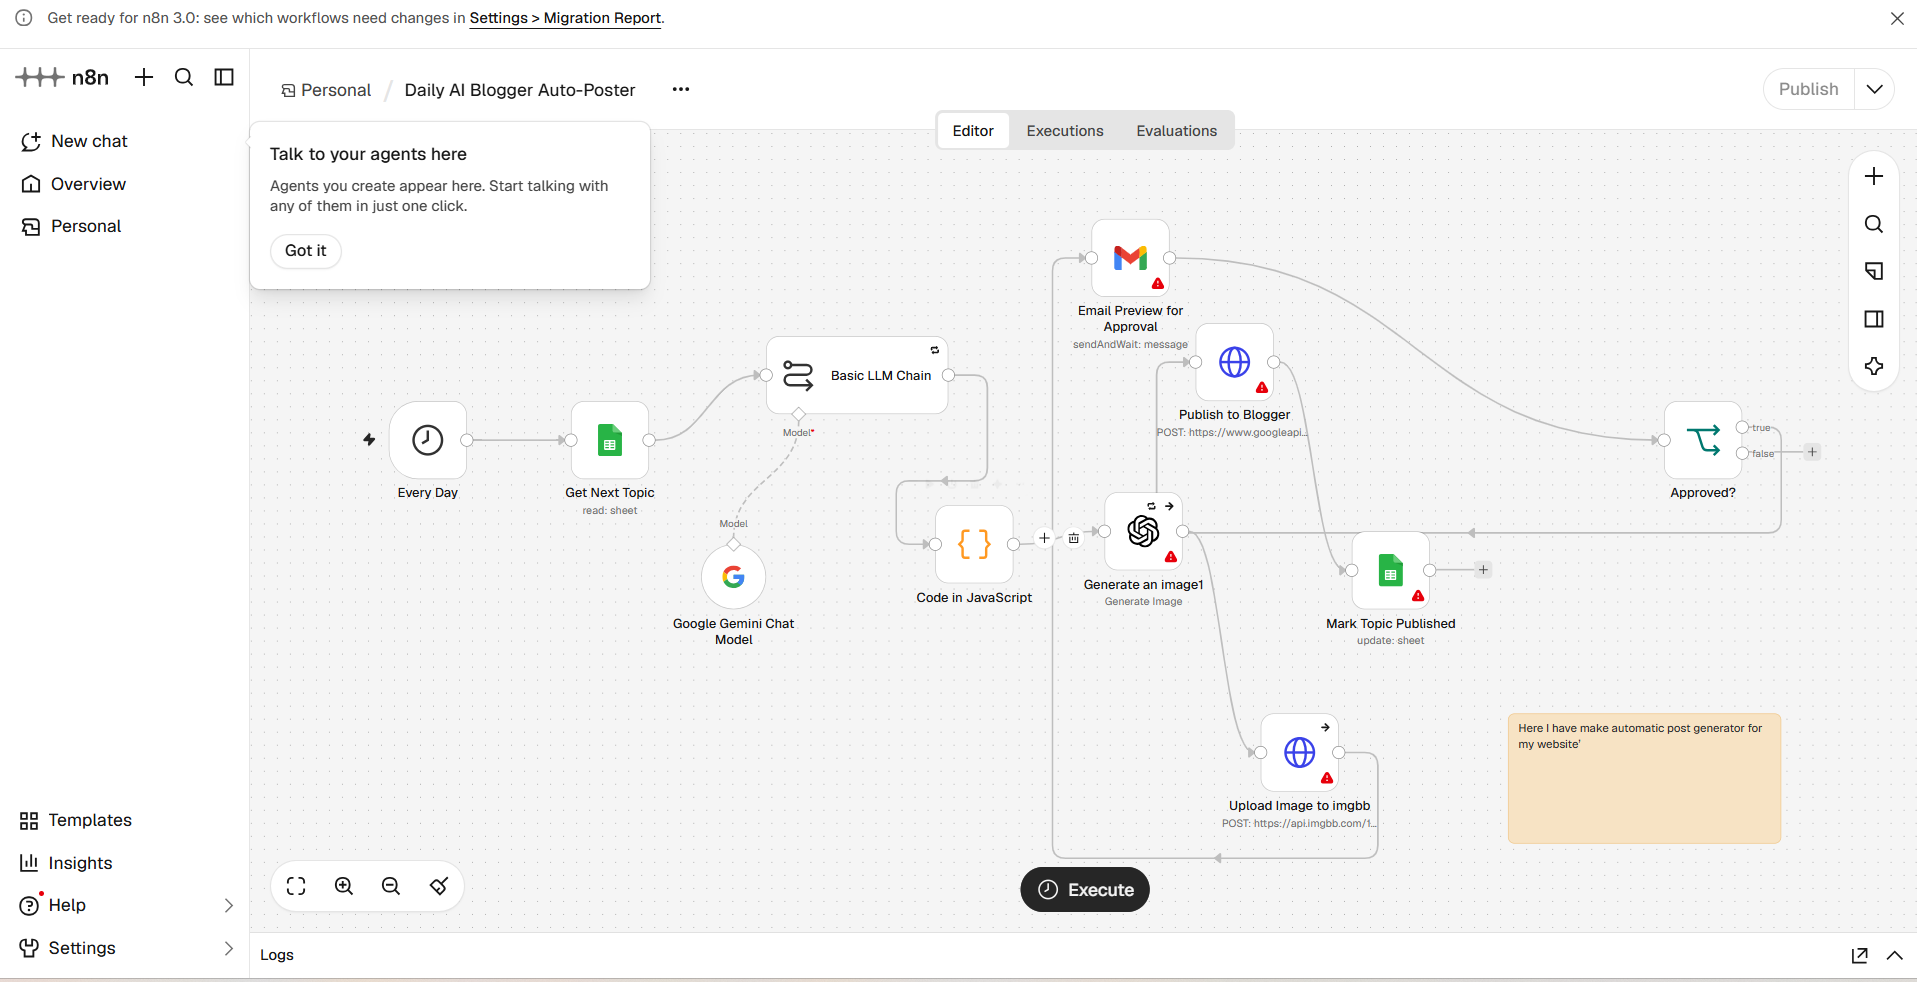 Get ready for n8n 3.0: see which workflows need changes in Settings > Migration Report.
n8n
Personal / Daily AI Blogger Auto-Poster
Publish
Editor
Executions
Evaluations
New chat
Overview
Personal
Talk to your agents here
Agents you create appear here. Start talking with
any of them in just one click.
Got it
Email Preview for
Approval
sendAndWait: message
Publish to Blogger
POST: https://www.googleapi...
Basic LLM Chain
Model*
Every Day
Get Next Topic
read: sheet
true
false
Approved?
Model
Google Gemini Chat
Model
Code in JavaScript
Generate an image1
Generate Image
Mark Topic Published
update: sheet
Upload Image to imgbb
POST: https://api.imgbb.com/1...
Here I have make automatic post generator for
my website'
Templates
Insights
Help
Settings
Execute
Logs